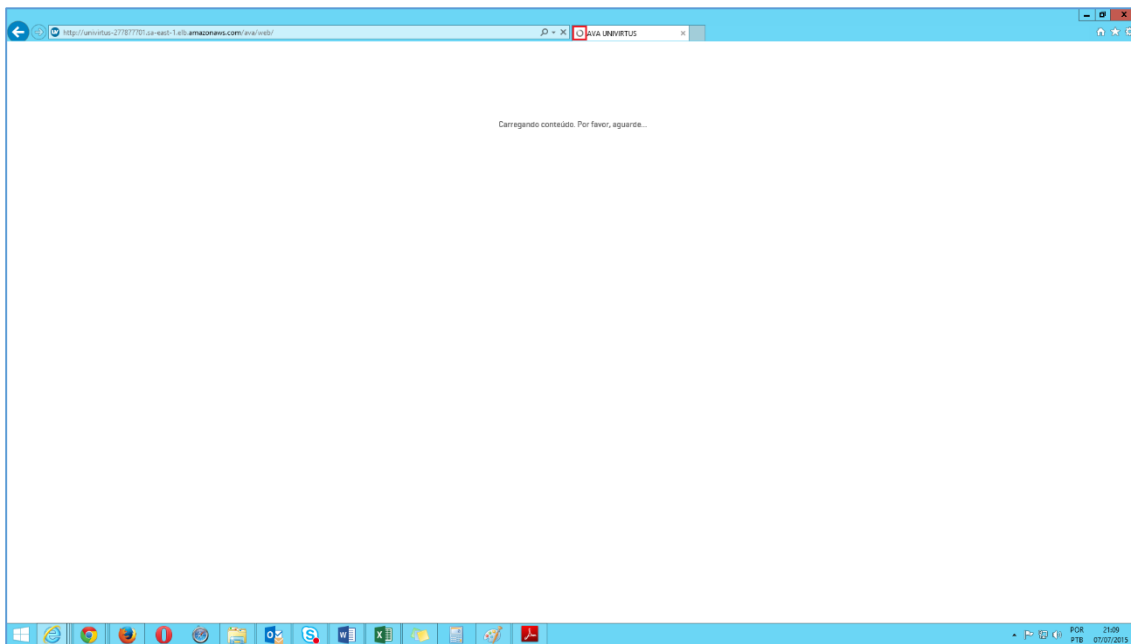 http://univirtus-277877701.sa-east-1.elb.amazonaws.com/ava/web/
AVA UNIVIRTUS
Carregando conteúdo. Por favor, aguarde...
POR 21:09
PTB 07/07/2015